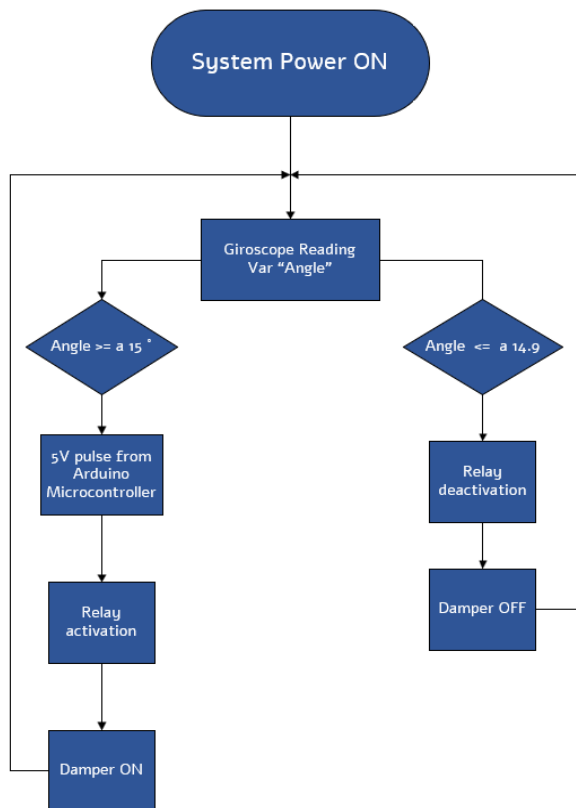 System Power ON
Giroscope Reading
Var “Angle”
Angle >= a 15 °
Angle <= a 14.9
5V pulse from
Arduino
Microcontroller
Relay
deactivation
Relay
activation
Damper OFF
Damper ON